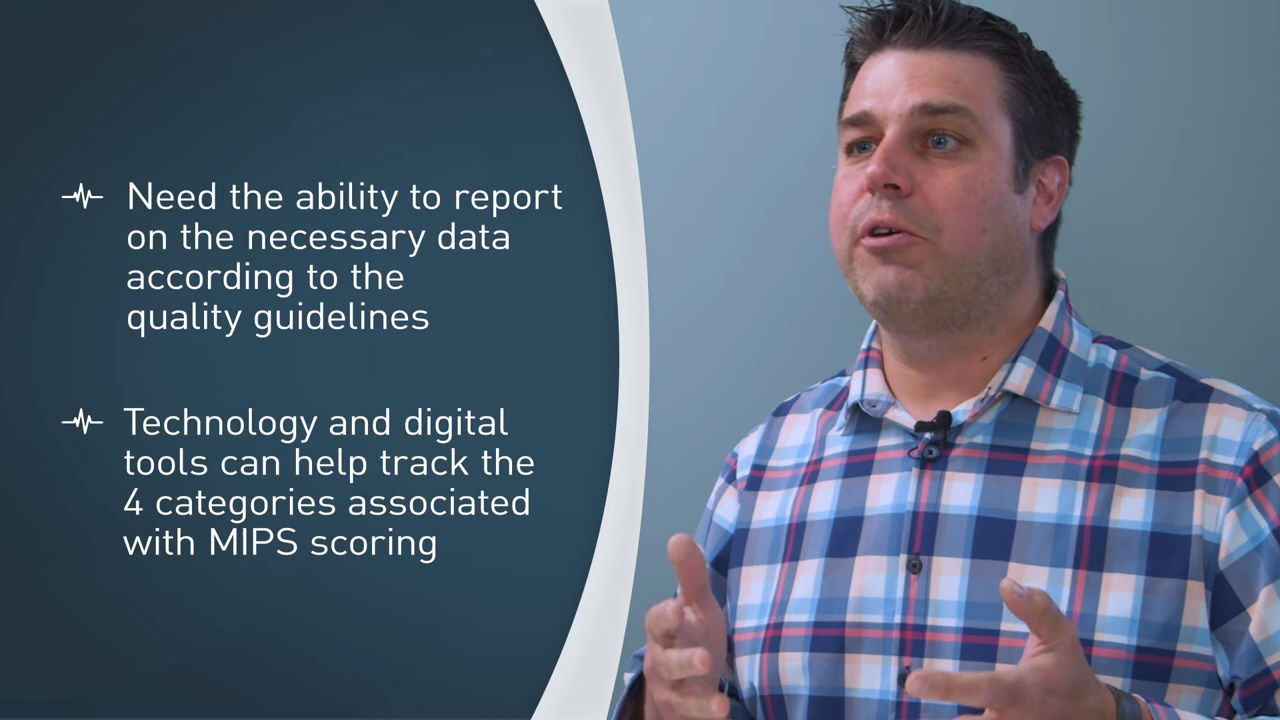 Need the ability to report
on the necessary data
according to the
quality guidelines
Technology and digital
tools can help track the
4 categories associated
with MIPS scoring